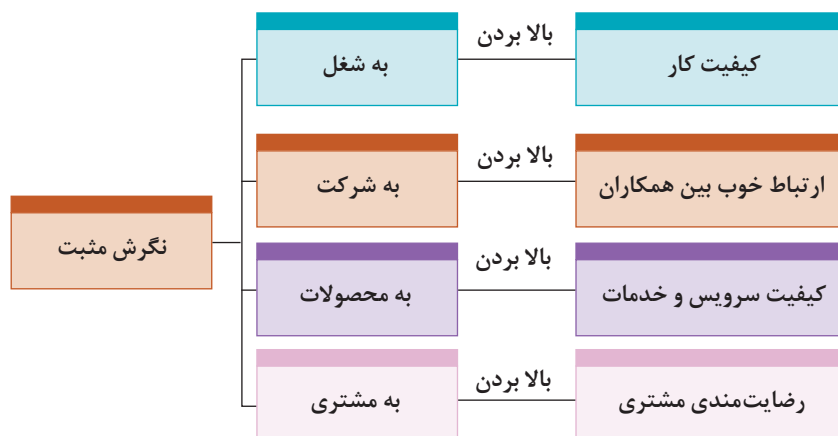 نگرش مثبت
به شغل
بالا بردن
کیفیت کار
به شرکت
بالا بردن
ارتباط خوب بین همکاران
به محصولات
بالا بردن
کیفیت سرویس و خدمات
به مشتری
بالا بردن
رضایت‌مندی مشتری